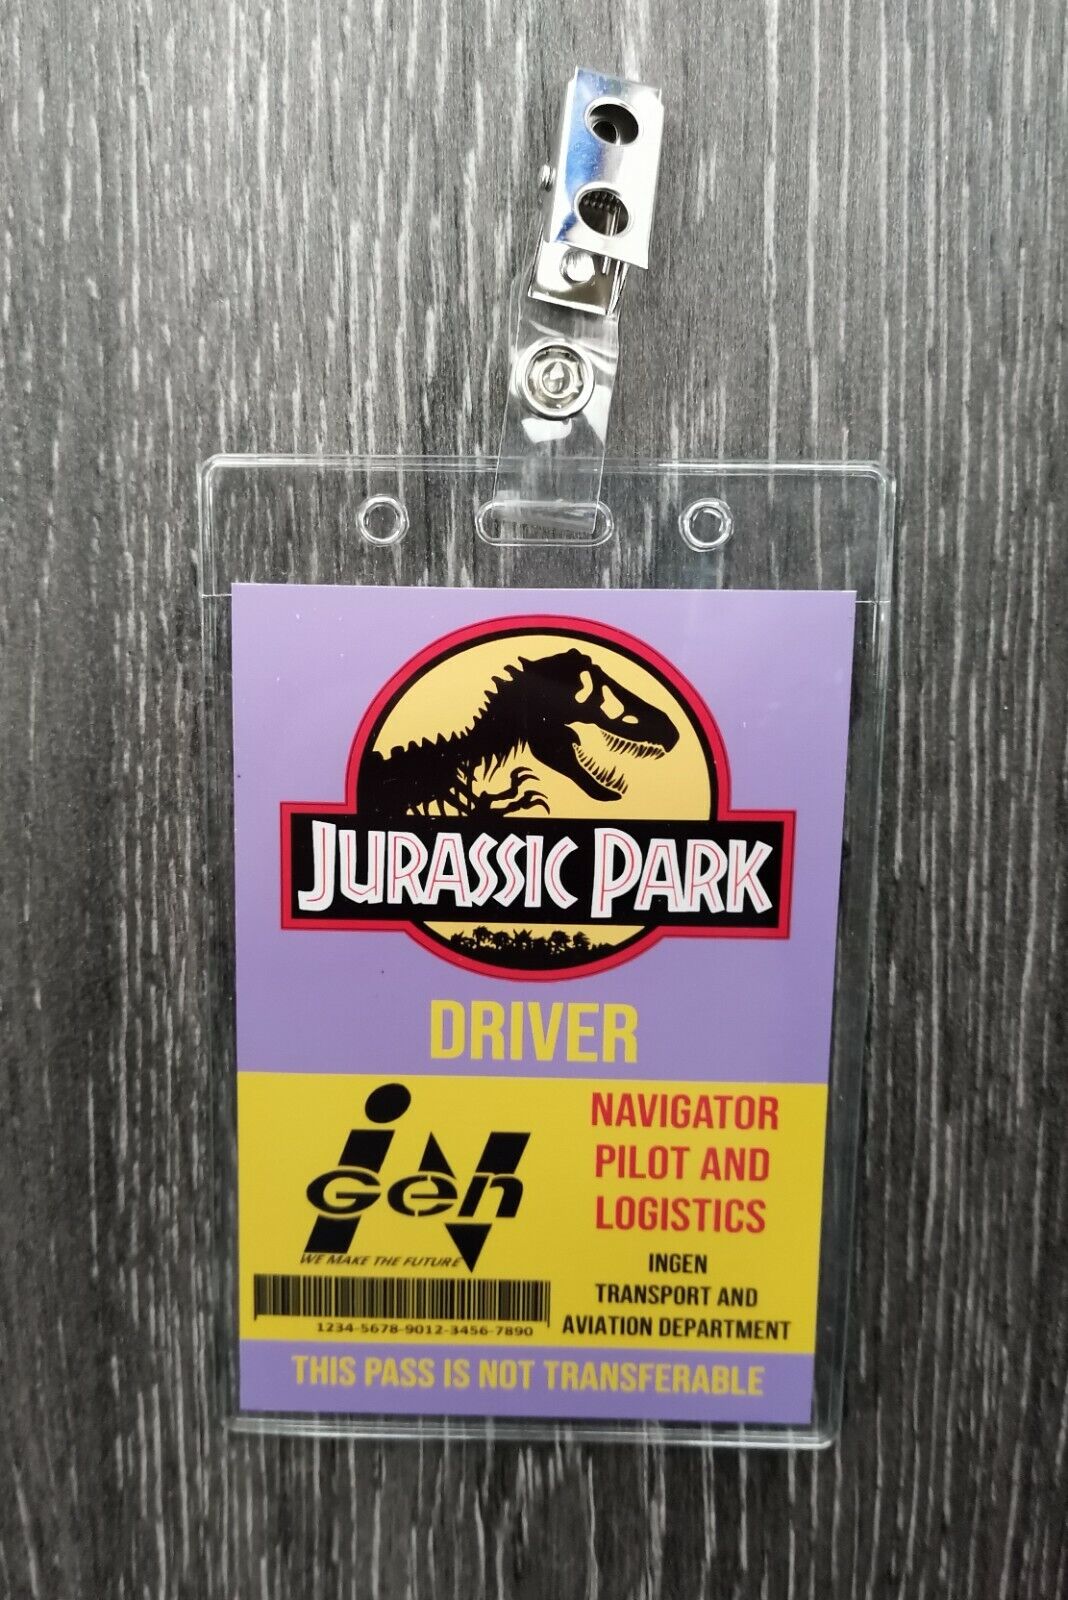 JURASSIC PARK
DRIVER
inGen
WE MAKE THE FUTURE
1234-5678-9012-3456-7890
NAVIGATOR
PILOT AND
LOGISTICS
INGEN
TRANSPORT AND
AVIATION DEPARTMENT
THIS PASS IS NOT TRANSFERABLE